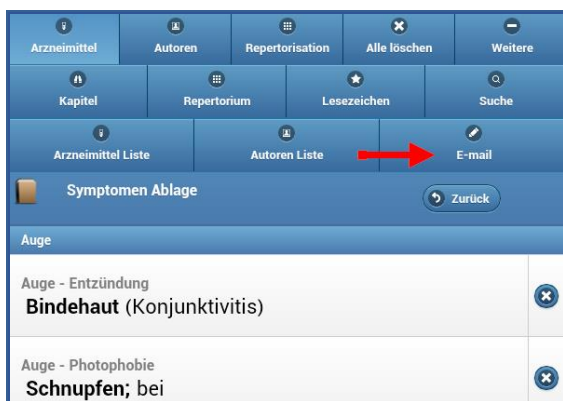 Arzneimittel Autoren Repertorisation Alle löschen Weitere
Kapitel Repertorium Lesezeichen Suche
Arzneimittel Liste Autoren Liste E-mail
Symptomen Ablage Zurück
Auge
Auge - Entzündung
Bindehaut (Konjunktivitis)
Auge - Photophobie
Schnupfen; bei